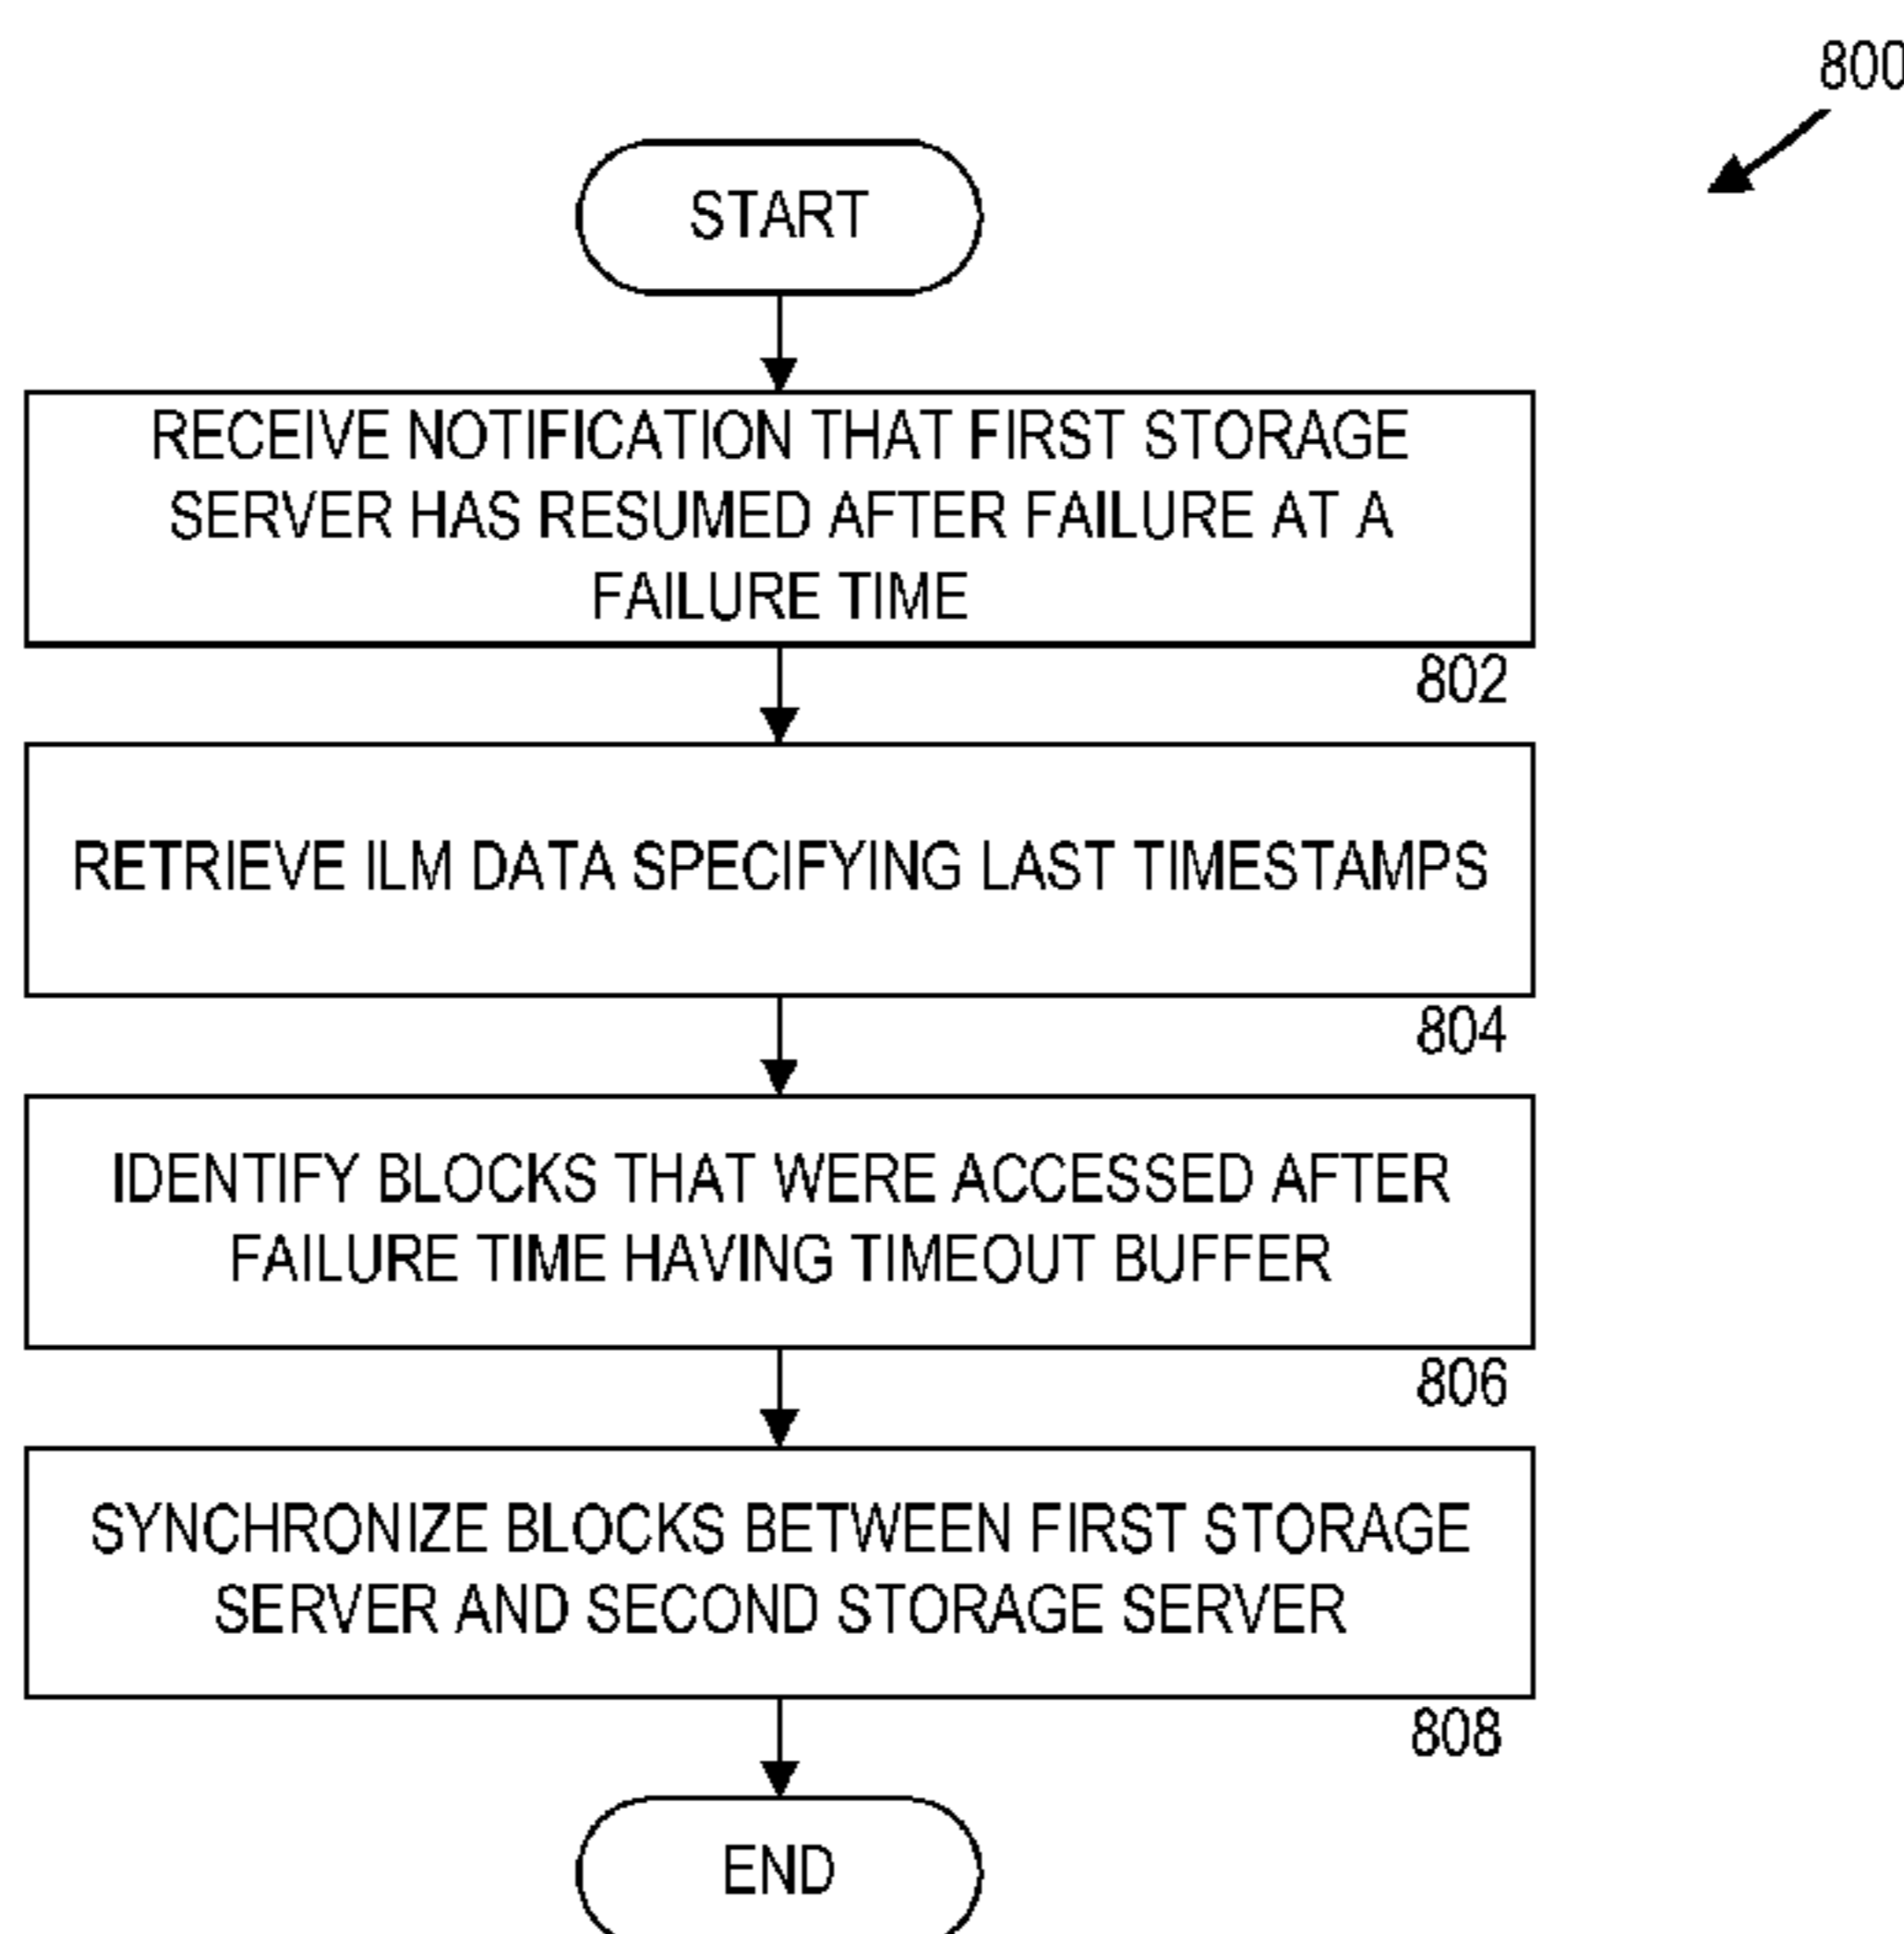 800
START
RECEIVE NOTIFICATION THAT FIRST STORAGE
SERVER HAS RESUMED AFTER FAILURE AT A
FAILURE TIME
802
RETRIEVE ILM DATA SPECIFYING LAST TIMESTAMPS
804
IDENTIFY BLOCKS THAT WERE ACCESSED AFTER
FAILURE TIME HAVING TIMEOUT BUFFER
806
SYNCHRONIZE BLOCKS BETWEEN FIRST STORAGE
SERVER AND SECOND STORAGE SERVER
808
END